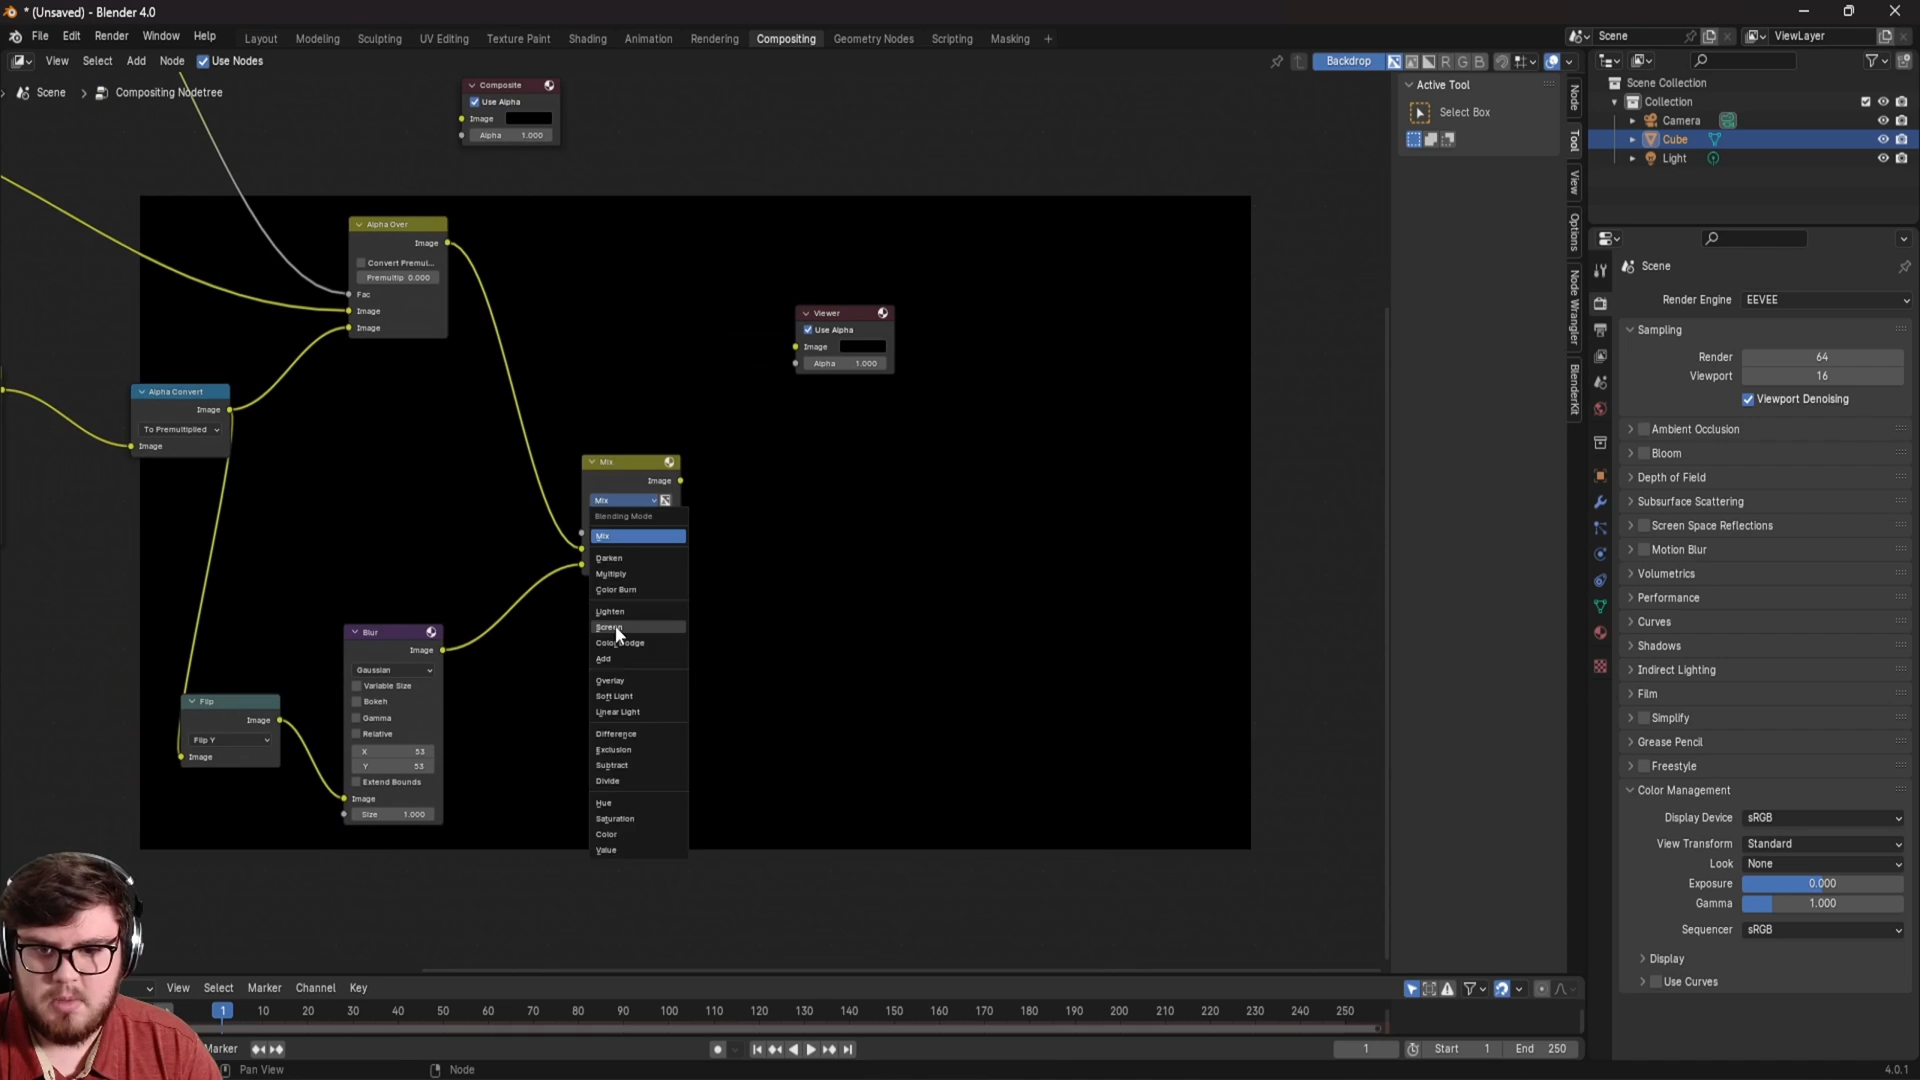 * (Unsaved) - Blender 4.0
File Edit Render Window Help
Layout Modeling Sculpting UV Editing Texture Paint Shading Animation Rendering Compositing Geometry Nodes Scripting Masking +
Scene ViewLayer
View Select Add Node Use Nodes
Backdrop R G B
Scene Compositing Nodetree
Composite
Use Alpha
Image
Alpha 1.000
Active Tool
Select Box
Node
Tool
View
Options
Node Wrangler
BlenderKit
Scene Collection
Collection
Camera
Cube
Light
Alpha Over
Image
Convert Premul...
Premultip 0.000
Fac
Image
Image
Viewer
Use Alpha
Image
Alpha 1.000
Alpha Convert
Image
To Premultiplied
Image
Mix
Image
Mix
Blending Mode
Mix
Darken
Multiply
Color Burn
Lighten
Screen
Color Dodge
Add
Overlay
Soft Light
Linear Light
Difference
Exclusion
Subtract
Divide
Hue
Saturation
Color
Value
Flip
Image
Flip Y
Image
Blur
Image
Gaussian
Variable Size
Bokeh
Gamma
Relative
X 53
Y 53
Extend Bounds
Image
Size 1.000
Scene
Render Engine EEVEE
Sampling
Render 64
Viewport 16
Viewport Denoising
Ambient Occlusion
Bloom
Depth of Field
Subsurface Scattering
Screen Space Reflections
Motion Blur
Volumetrics
Performance
Curves
Shadows
Indirect Lighting
Film
Simplify
Grease Pencil
Freestyle
Color Management
Display Device sRGB
View Transform Standard
Look None
Exposure 0.000
Gamma 1.000
Sequencer sRGB
Display
Use Curves
View Select Marker Channel Key
1 10 20 30 40 50 60 70 80 90 100 110 120 130 140 150 160 170 180 190 200 210 220 230 240 250
Marker
1 Start 1 End 250
Pan View Node
4.0.1